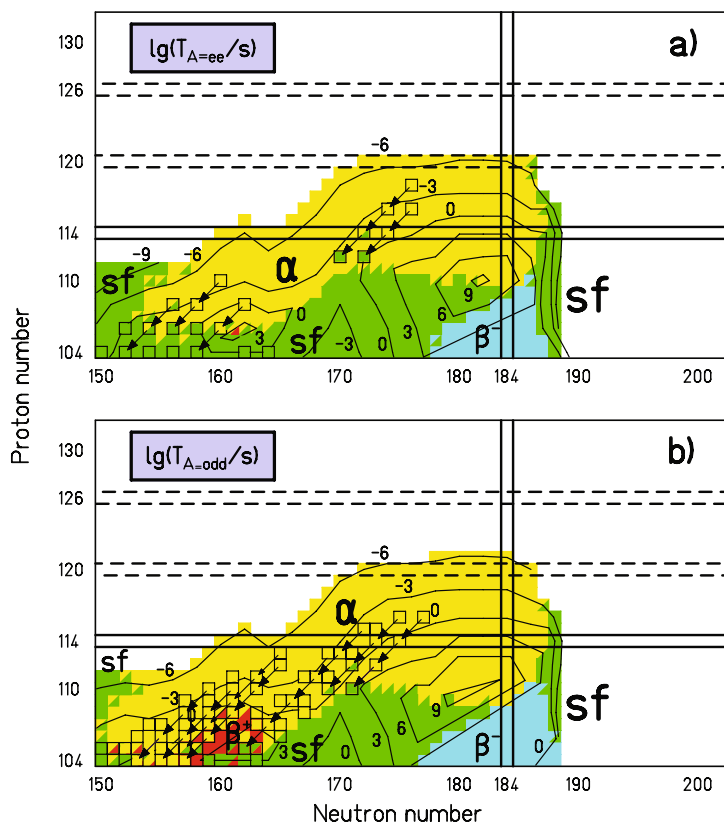 130
lg(T_A=ee/s)
a)
126
-6
120
-3
0
114
-9
-6
α
sf
110
0
9
sf
6
3
sf
3
-3
0
β⁻
104
150
160
170
180
184
190
200
Proton number
130
lg(T_A=odd/s)
b)
126
-6
120
-3
α
0
114
sf
-6
110
-3
0
9
sf
β⁺
6
3
sf
3
0
β⁻
0
104
150
160
170
180
184
190
200
Neutron number